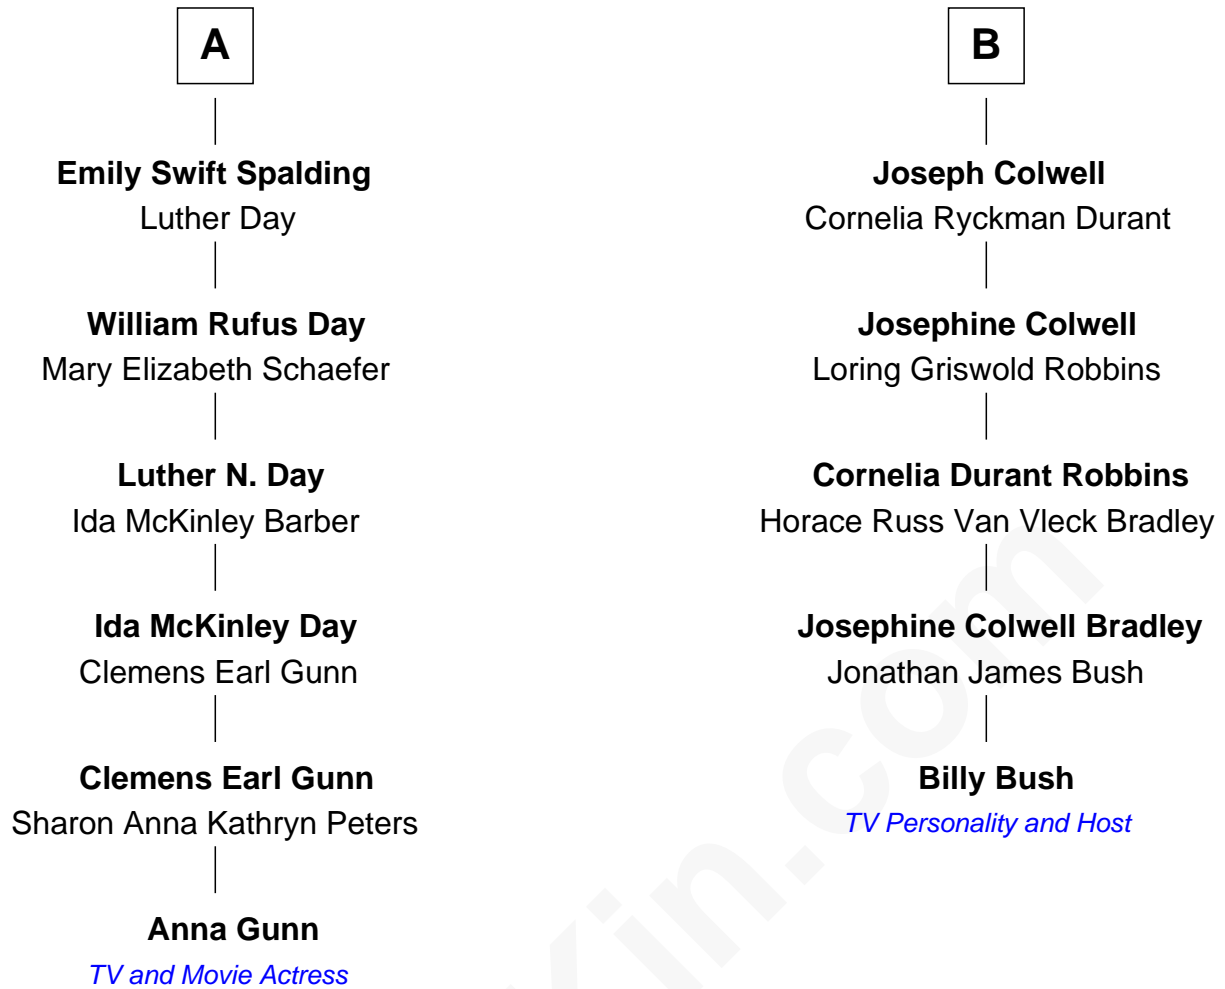 A
Emily Swift Spalding
Luther Day
William Rufus Day
Mary Elizabeth Schaefer
Luther N. Day
Ida McKinley Barber
Ida McKinley Day
Clemens Earl Gunn
Clemens Earl Gunn
Sharon Anna Kathryn Peters
Anna Gunn
TV and Movie Actress
B
Joseph Colwell
Cornelia Ryckman Durant
Josephine Colwell
Loring Griswold Robbins
Cornelia Durant Robbins
Horace Russ Van Vleck Bradley
Josephine Colwell Bradley
Jonathan James Bush
Billy Bush
TV Personality and Host
Kin.com